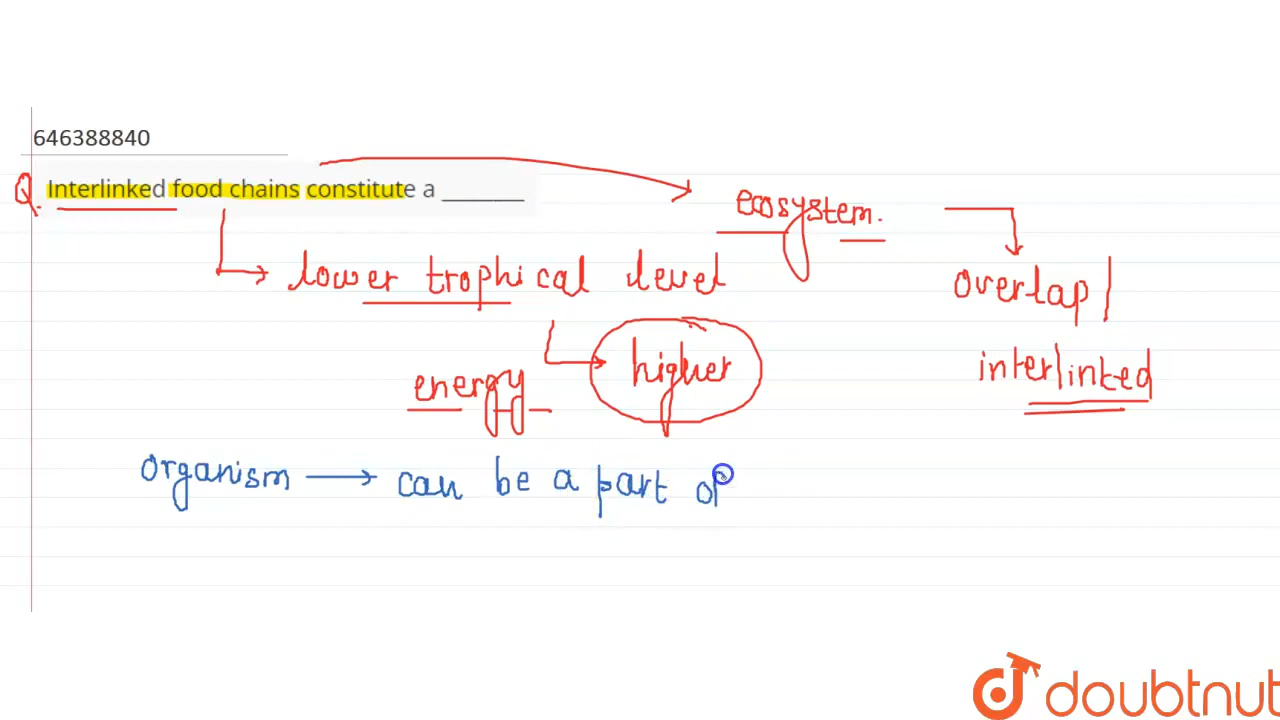 646388840
Q. Interlinked food chains constitute a ________
ecosystem.
lower trophical level
overlap/
higher
interlinked
energy
organism → can be a part of
doubtnut